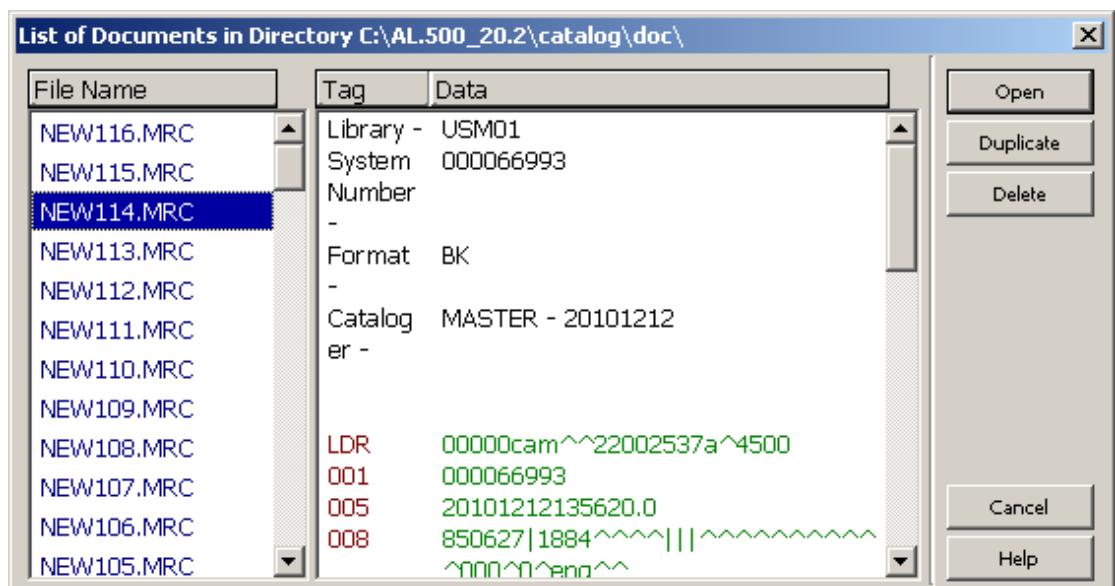 List of Documents in Directory C:\AL.500_20.2\catalog\doc\
File Name
NEW116.MRC
NEW115.MRC
NEW114.MRC
NEW113.MRC
NEW112.MRC
NEW111.MRC
NEW110.MRC
NEW109.MRC
NEW108.MRC
NEW107.MRC
NEW106.MRC
NEW105.MRC
Tag Data
Library - USM01
System 000066993
Number
-
Format BK
-
Catalog MASTER - 20101212
er -
LDR 00000cam^^22002537a^4500
001 000066993
005 20101212135620.0
008 850627|1884^^^^|||^^^^^^^^^^
^000^0^eng^^
Open
Duplicate
Delete
Cancel
Help